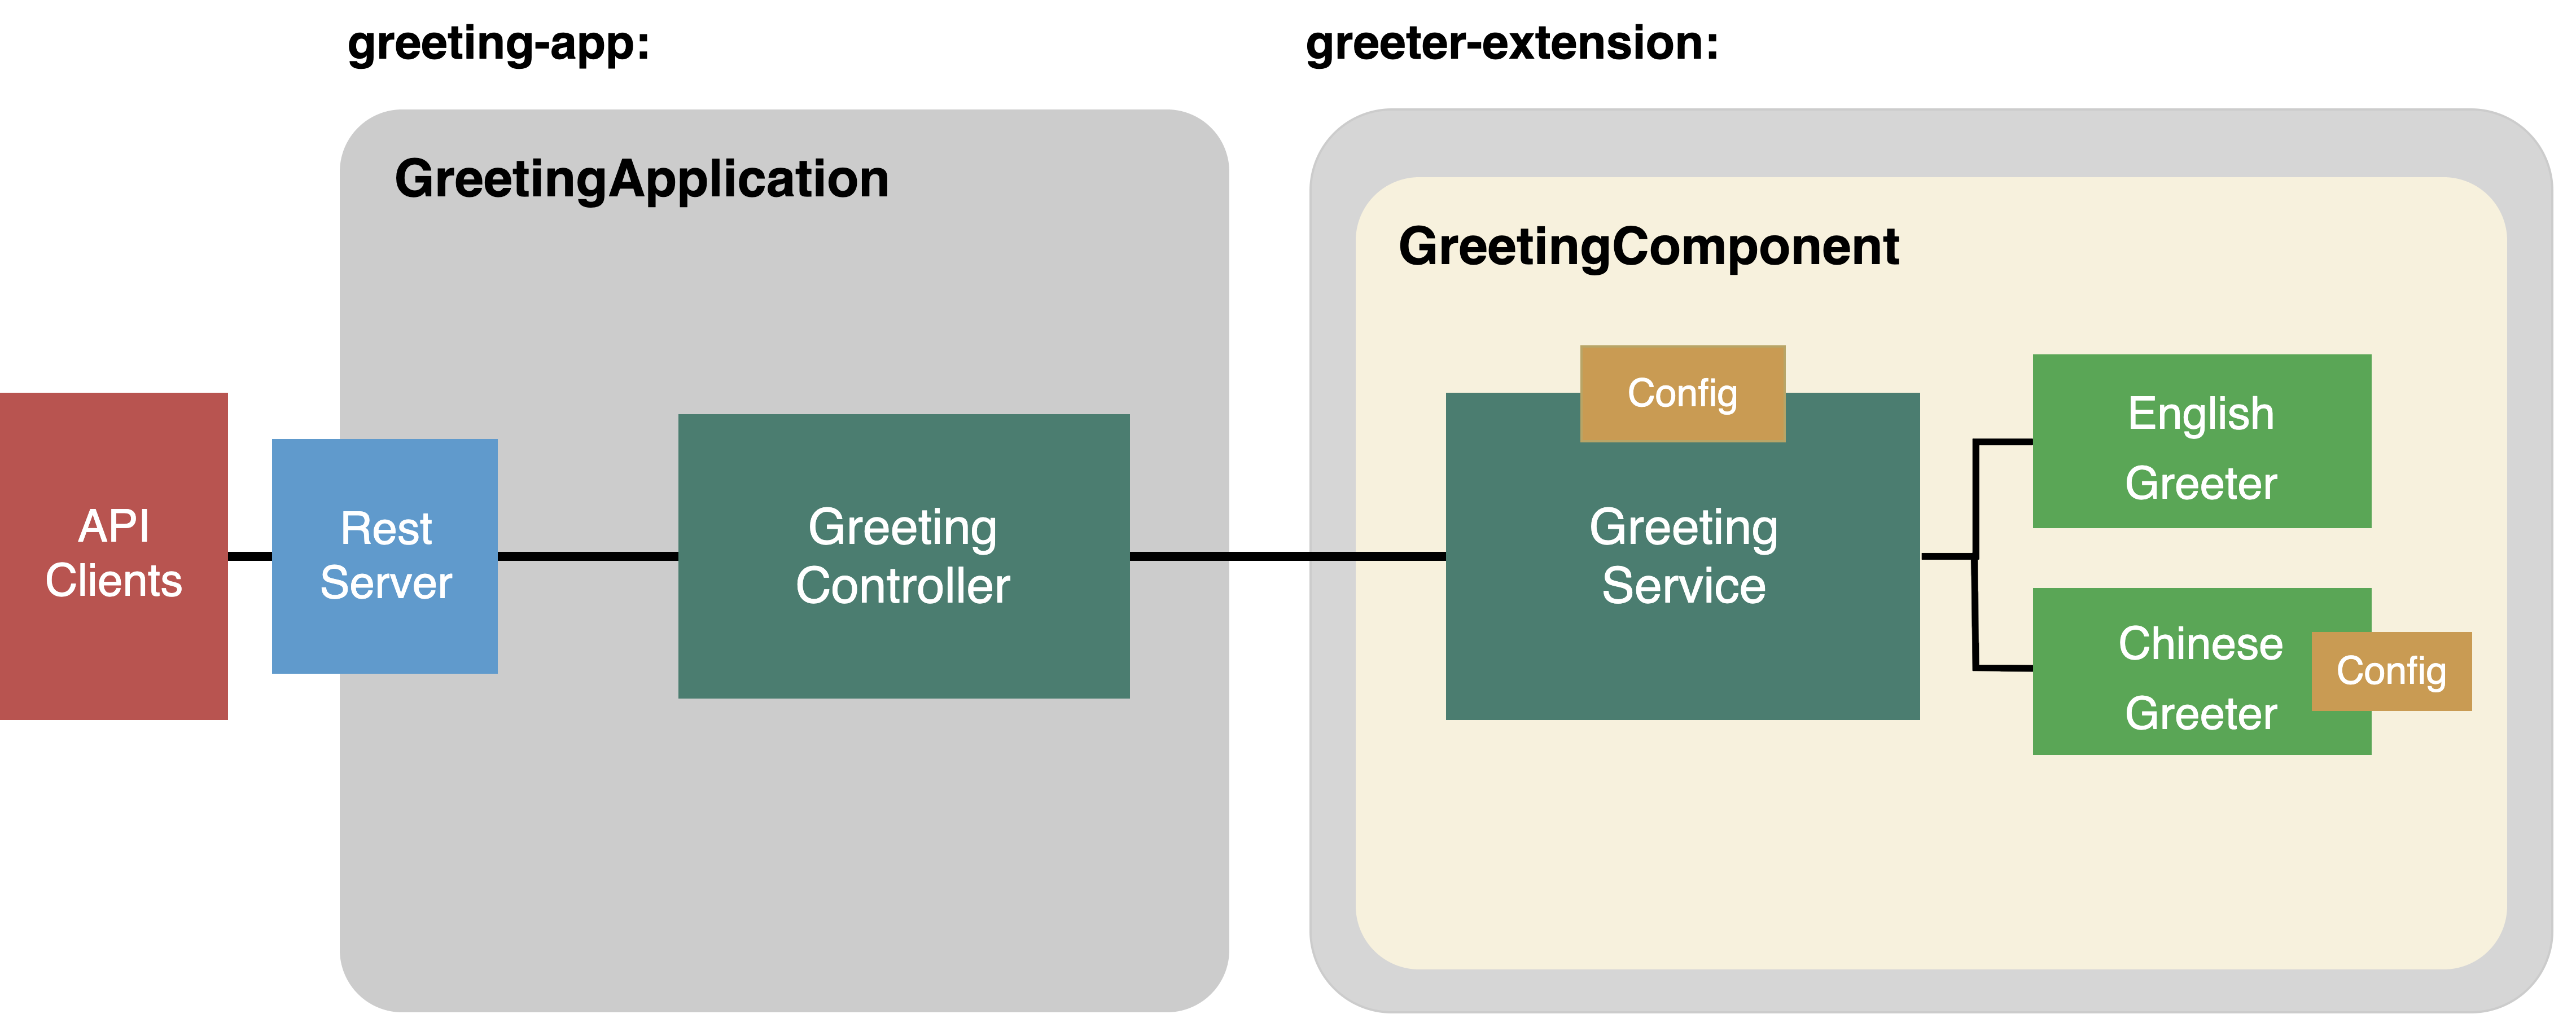 greeting-app:
greeter-extension:
GreetingApplication
GreetingComponent
API
Clients
Rest
Server
Greeting
Controller
Config
Greeting
Service
English
Greeter
Chinese
Greeter
Config